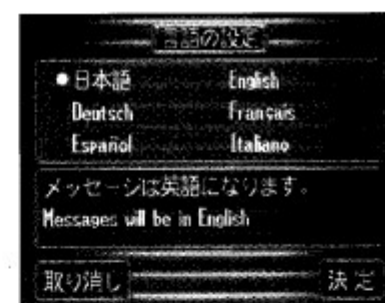 言語の設定
日本語 English
Deutsch Français
Español Italiano
メッセージは英語になります。
Messages will be in English
取り消し 決定